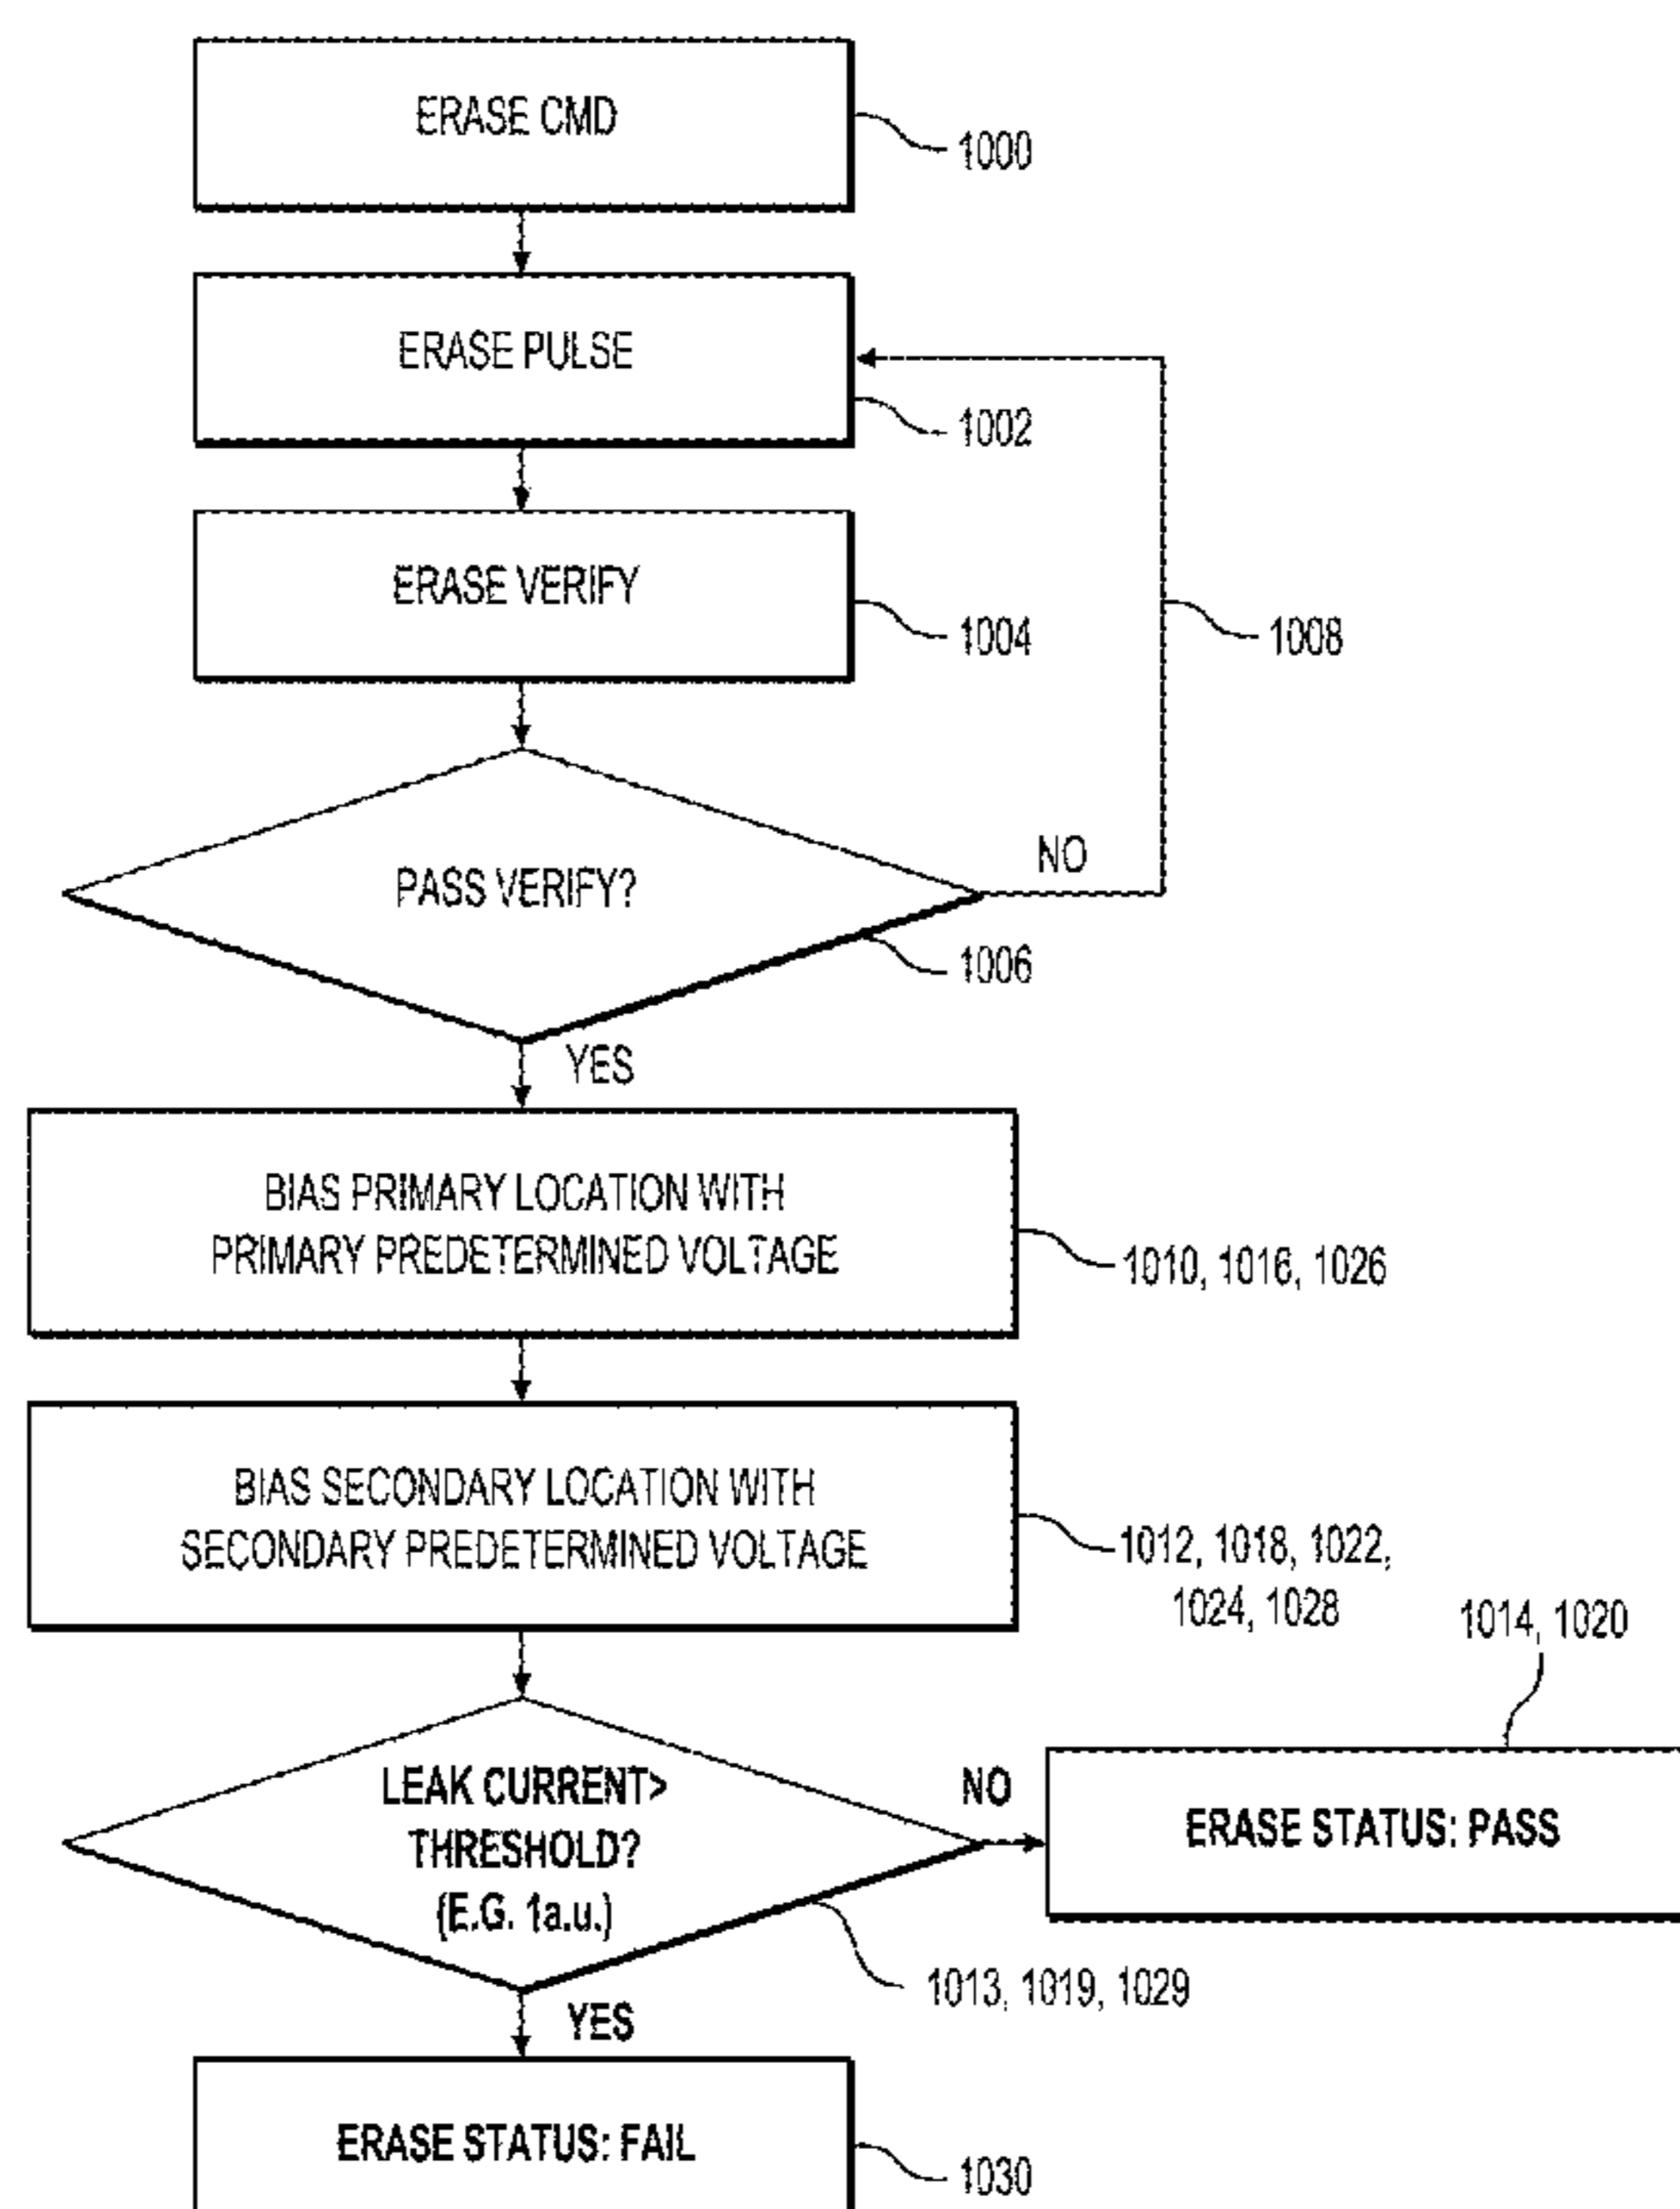 ERASE CMD
1000
ERASE PULSE
1002
ERASE VERIFY
1004
1008
PASS VERIFY?
NO
1006
YES
BIAS PRIMARY LOCATION WITH
PRIMARY PREDETERMINED VOLTAGE
1010, 1016, 1026
BIAS SECONDARY LOCATION WITH
SECONDARY PREDETERMINED VOLTAGE
1012, 1018, 1022,
1024, 1028
1014, 1020
LEAK CURRENT>
THRESHOLD?
(E.G. 1a.u.)
NO
ERASE STATUS: PASS
1013, 1019, 1029
YES
ERASE STATUS: FAIL
1030